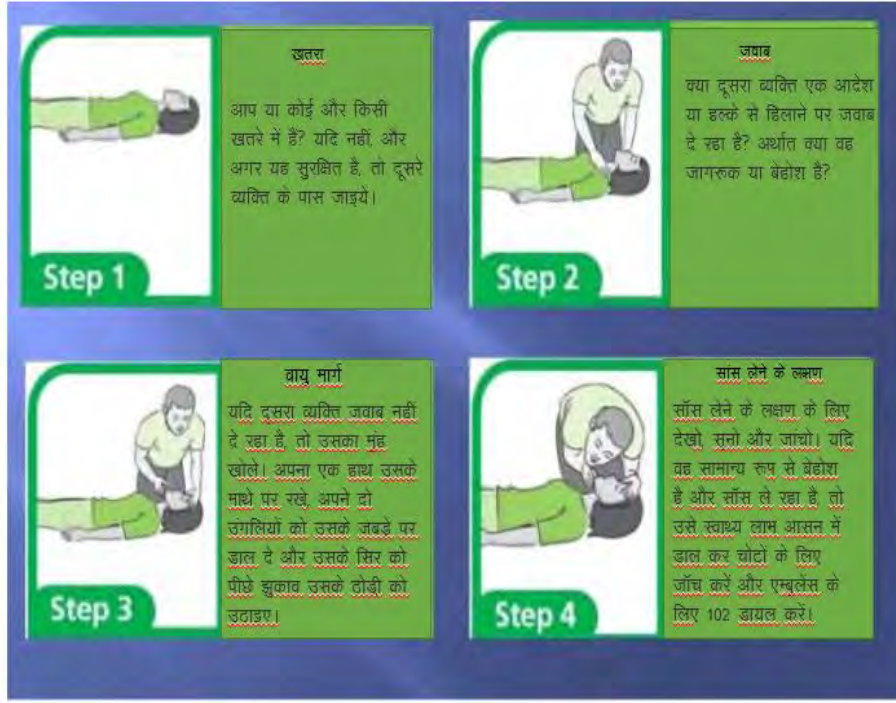 खतरा
आप या कोई और किसी
खतरे में हैं? यदि नहीं, और
अगर यह सुरक्षित है, तो दूसरे
व्यक्ति के पास जाइये।
Step 1
जवाब
क्या दूसरा व्यक्ति एक आदेश
या हल्के से हिलाने पर जवाब
दे रहा है? अर्थात क्या वह
जागरूक या बेहोश है?
Step 2
वायु मार्ग
यदि दूसरा व्यक्ति जवाब नहीं
दे रहा है, तो उसका मुंह
खोले। अपना एक हाथ उसके
माथे पर रखे, अपने दो
उंगलियों को उसके जबड़े पर
डाल दे और उसके सिर को
पीछे झुकाव उसके ठोडी को
उठाइए।
Step 3
सांस लेने के लक्षण
सॉस लेने के लक्षण के लिए
देखो, सुनो और जांचो। यदि
वह सामान्य रूप से बेहोश
है और सॉस ले रहा है, तो
उसे स्वाथ्य लाभ आसन में
डाल कर चोटों के लिए
जॉच करें और एम्बुलेंस के
लिए 102 डायल करें।
Step 4